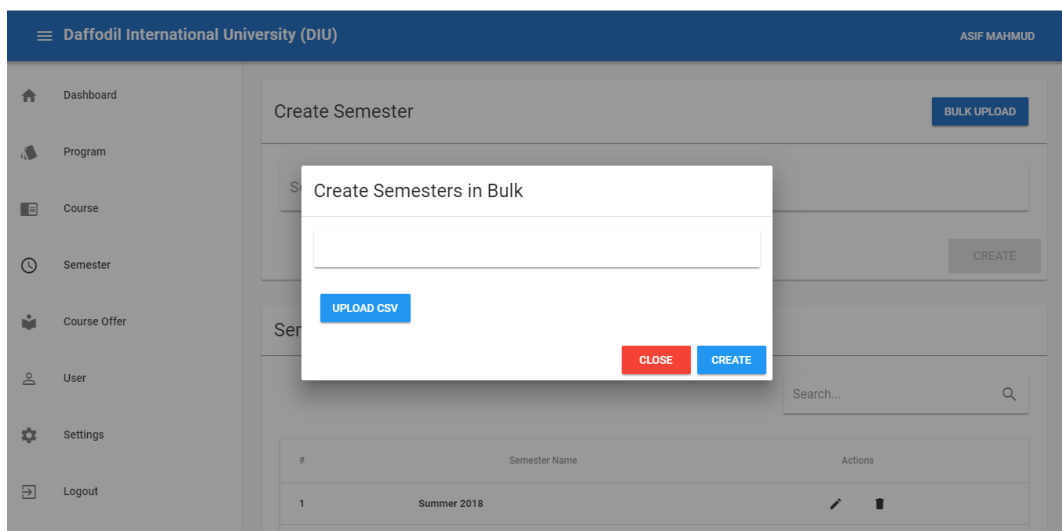 Daffodil International University (DIU)
ASIF MAHMUD
Dashboard
Program
Course
Semester
Course Offer
User
Settings
Logout
Create Semester
BULK UPLOAD
CREATE
Create Semesters in Bulk
UPLOAD CSV
CLOSE
CREATE
Search...
# Semester Name Actions
1 Summer 2018